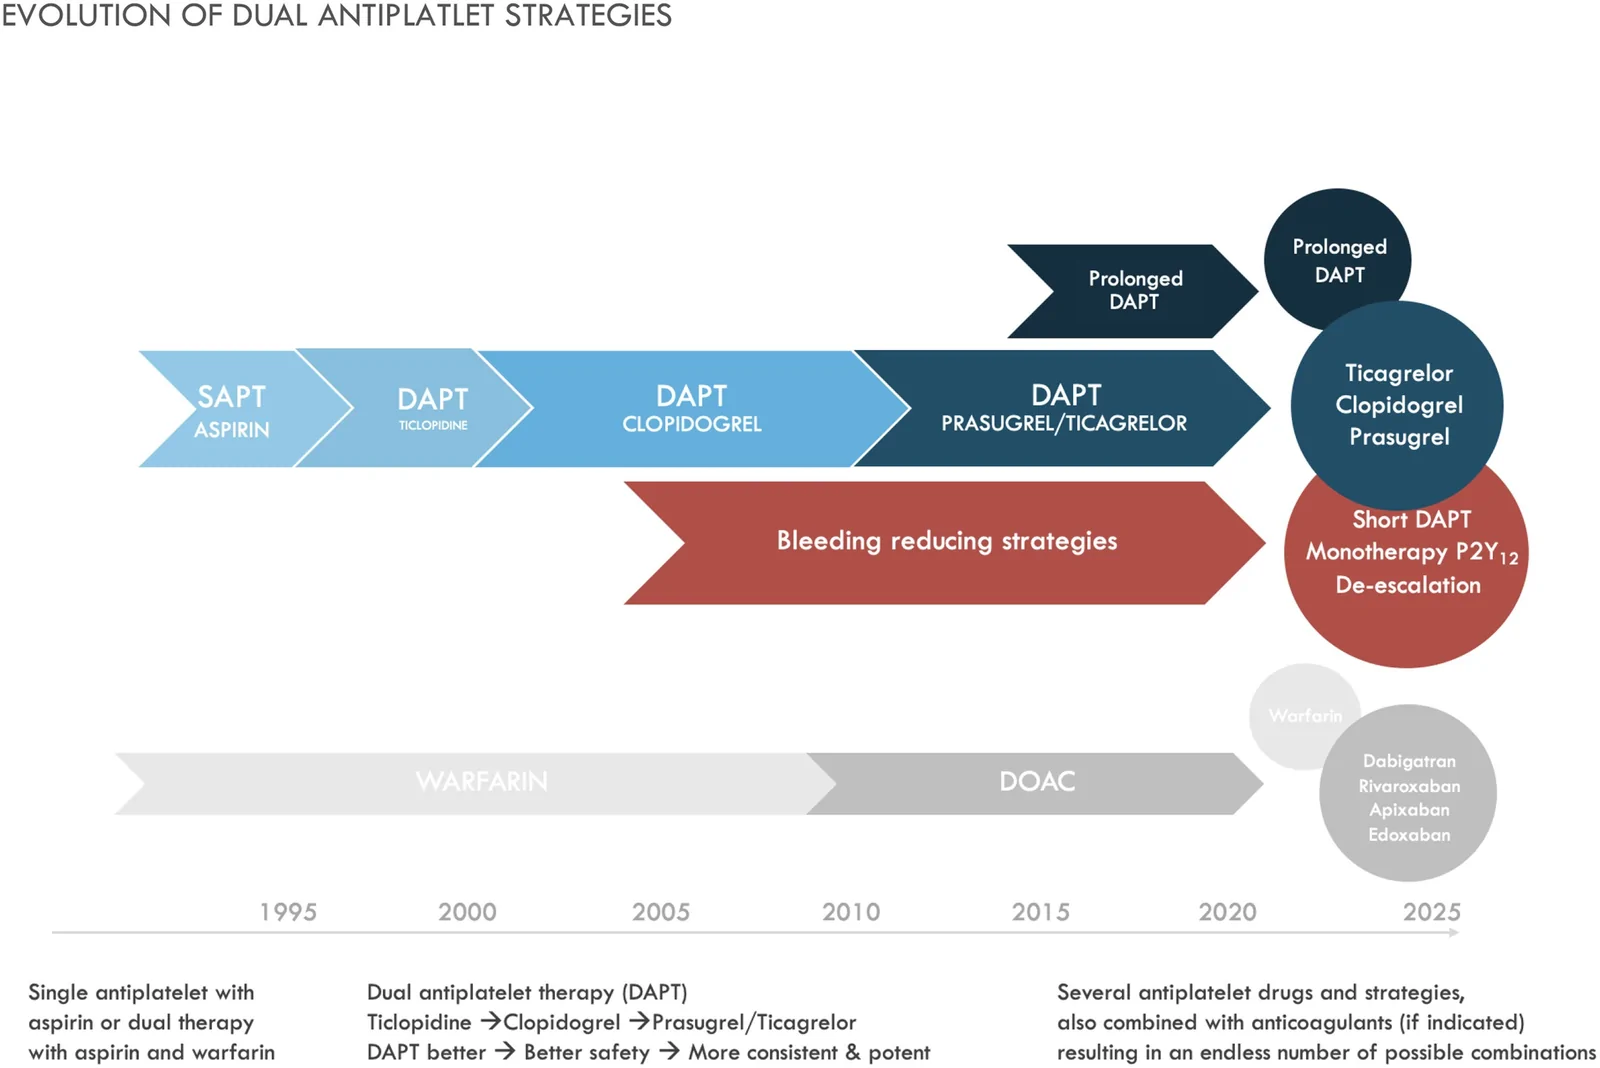 EVOLUTION OF DUAL ANTIPLATLET STRATEGIES
Prolonged
DAPT
Prolonged
DAPT
SAPT
ASPIRIN
DAPT
TICLOPIDINE
DAPT
CLOPIDOGREL
DAPT
PRASUGREL/TICAGRELOR
Ticagrelor
Clopidogrel
Prasugrel
Bleeding reducing strategies
Short DAPT
Monotherapy P2Y₁₂
De-escalation
Warfarin
WARFARIN
DOAC
Dabigatran
Rivaroxaban
Apixaban
Edoxaban
1995 2000 2005 2010 2015 2020 2025
Single antiplatelet with
aspirin or dual therapy
with aspirin and warfarin
Dual antiplatelet therapy (DAPT)
Ticlopidine →Clopidogrel →Prasugrel/Ticagrelor
DAPT better → Better safety → More consistent & potent
Several antiplatelet drugs and strategies,
also combined with anticoagulants (if indicated)
resulting in an endless number of possible combinations